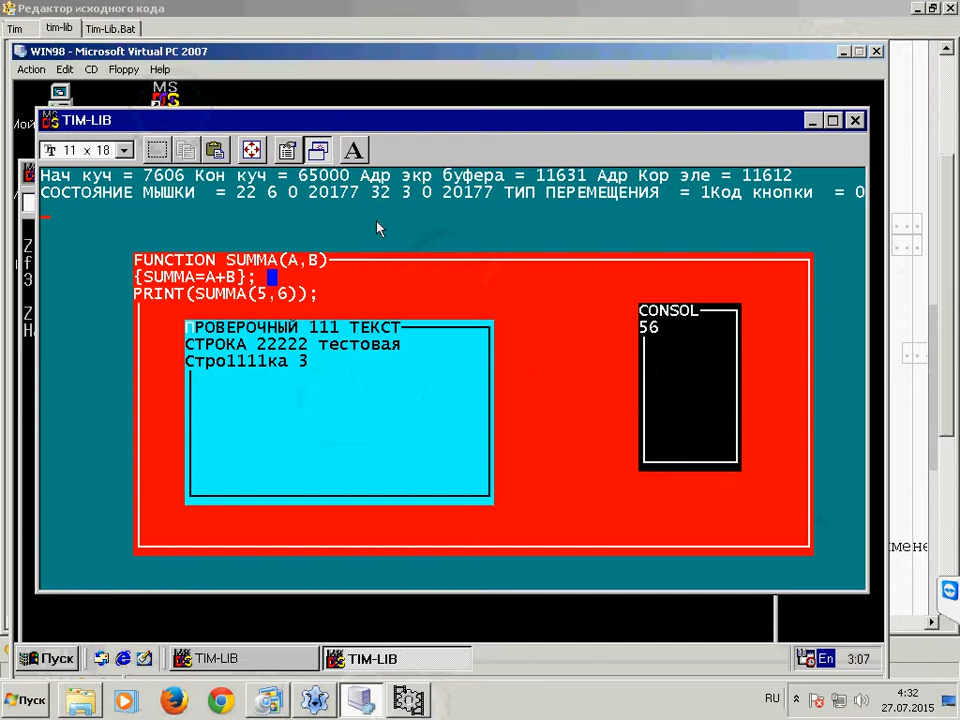 Редактор исходного кода
Tim tim-lib Tim-Lib.Bat
WIN98 - Microsoft Virtual PC 2007
Action Edit CD Floppy Help
MS
TIM-LIB
11 x 18
A
Нач куч = 7606 Кон куч = 65000 Адр экр буфера = 11631 Адр Кор эле = 11612
СОСТОЯНИЕ МЫШКИ = 22 6 0 20177 32 3 0 20177 ТИП ПЕРЕМЕЩЕНИЯ = 1Код кнопки = 0
FUNCTION SUMMA(A,B)
{SUMMA=A+B};
PRINT(SUMMA(5,6));
ПРОВЕРОЧНЫЙ 111 ТЕКСТ
СТРОКА 22222 тестовая
Стро1111ка 3
CONSOL
56
Пуск TIM-LIB TIM-LIB En 3:07
Пуск RU 4:32
27.07.2015